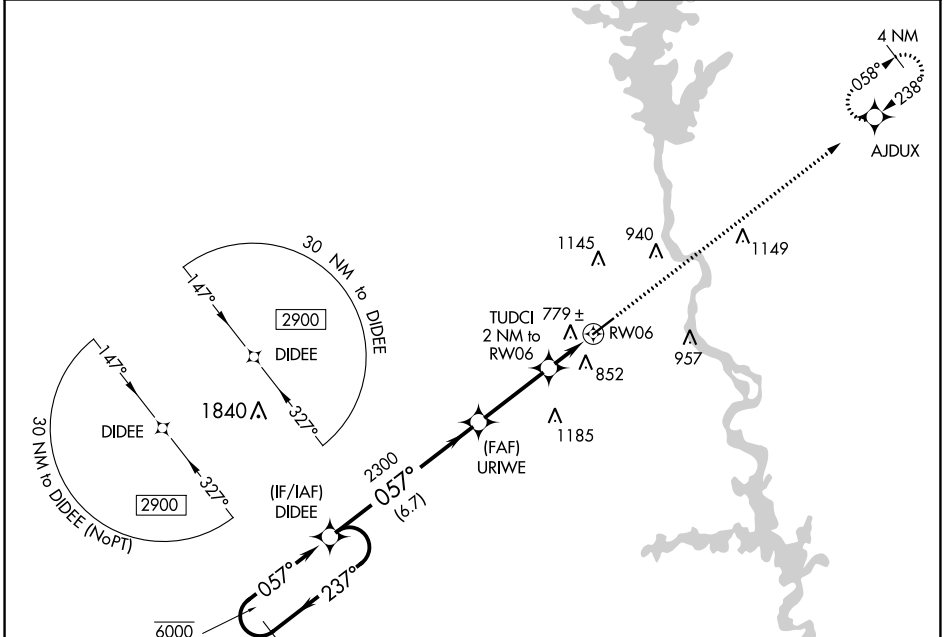 4 NM
058°
238°
AJDUX
1145
940
1149
30 NM to DIDEE
147°
2900
DIDEE
327°
TUDCI
2 NM to
RW06
779 ±
RW06
852
957
1840
147°
DIDEE
327°
2900
30 NM to DIDEE (NoPT)
1185
(FAF)
URIWE
2300
057°
(6.7)
(IF/IAF)
DIDEE
057°
237°
6000